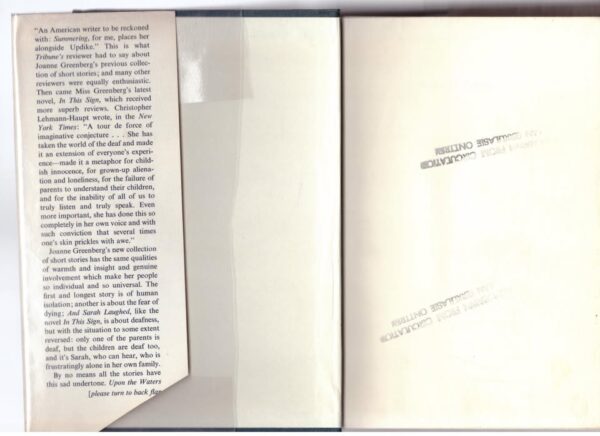 "An American writer to be reckoned
with: Summering, for me, places her
alongside Updike." This is what
Tribune's reviewer had to say about
Joanne Greenberg's previous collec-
tion of short stories; and many other
reviewers were equally enthusiastic.
Then came Miss Greenberg's latest
novel, In This Sign, which received
more superb reviews. Christopher
Lehmann-Haupt wrote, in the New
York Times: "A tour de force of
imaginative conjecture . . . She has
taken the world of the deaf and made
it an extension of everyone's experi-
ence—made it a metaphor for child-
ish innocence, for grown-up aliena-
tion and loneliness, for the failure of
parents to understand their children,
and for the inability of all of us to
truly listen and truly speak. Even
more important, she has done this so
completely in her own voice and with
such conviction that several times
one's skin prickles with awe."
Joanne Greenberg's new collection
of short stories has the same qualities
of warmth and insight and genuine
involvement which make her people
so individual and so universal. The
first and longest story is of human
isolation; another is about the fear of
dying; And Sarah Laughed, like the
novel In This Sign, is about deafness,
but with the situation to some extent
reversed: only one of the parents is
deaf, but the children are deaf too,
and it's Sarah, who can hear, who is
frustratingly alone in her own family.
By no means all the stories have
this sad undertone. Upon the Waters
[please turn to back flap
FROM CIRCULATION
FROM CIRCULATION